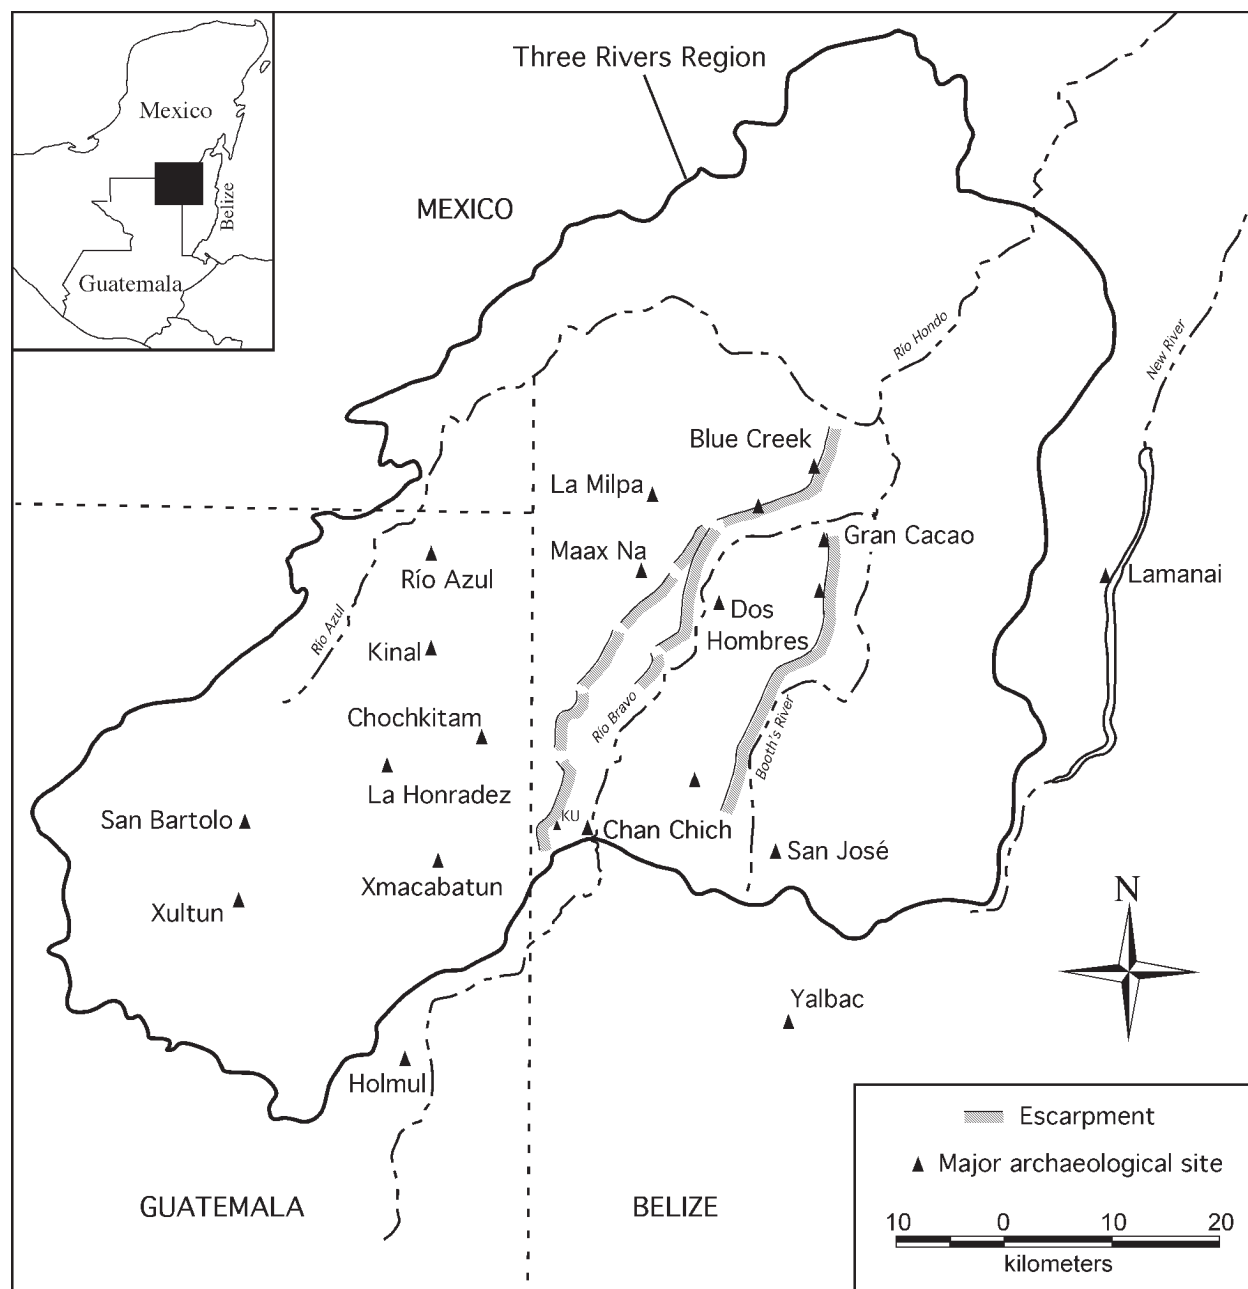 Three Rivers Region
Mexico
Belize
Guatemala
MEXICO
Río Hondo
New River
Blue Creek
La Milpa
Gran Cacao
Maax Na
Río Azul
Lamanai
Dos
Hombres
Río Azul
Kinal
Río Bravo
Chochkitam
Booth's River
La Honradez
San Bartolo
KU
Chan Chich
San José
Xmacabatun
Xultun
N
Yalbac
Holmul
Escarpment
Major archaeological site
GUATEMALA
BELIZE
10 0 10 20
kilometers